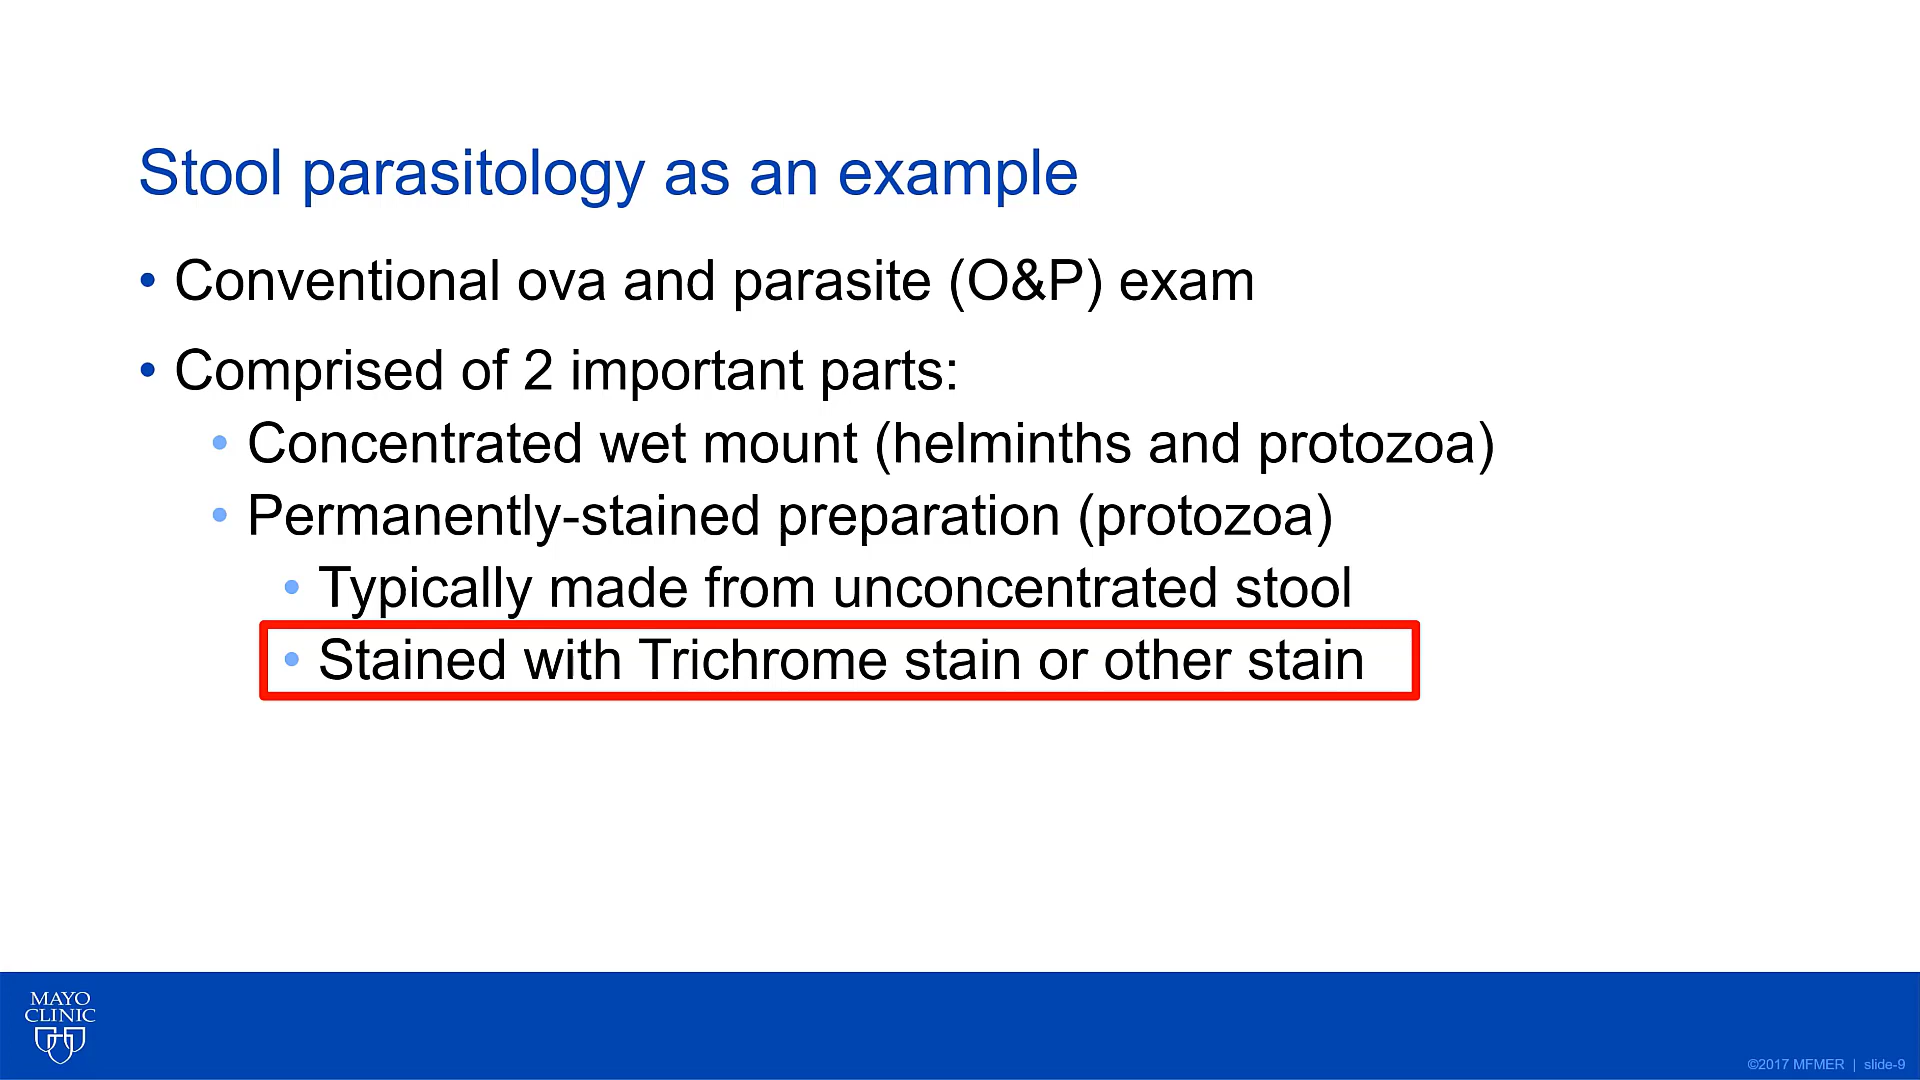 Stool parasitology as an example
• Conventional ova and parasite (O&P) exam
• Comprised of 2 important parts:
• Concentrated wet mount (helminths and protozoa)
• Permanently-stained preparation (protozoa)
• Typically made from unconcentrated stool
• Stained with Trichrome stain or other stain
MAYO
CLINIC
©2017 MFMER | slide-9